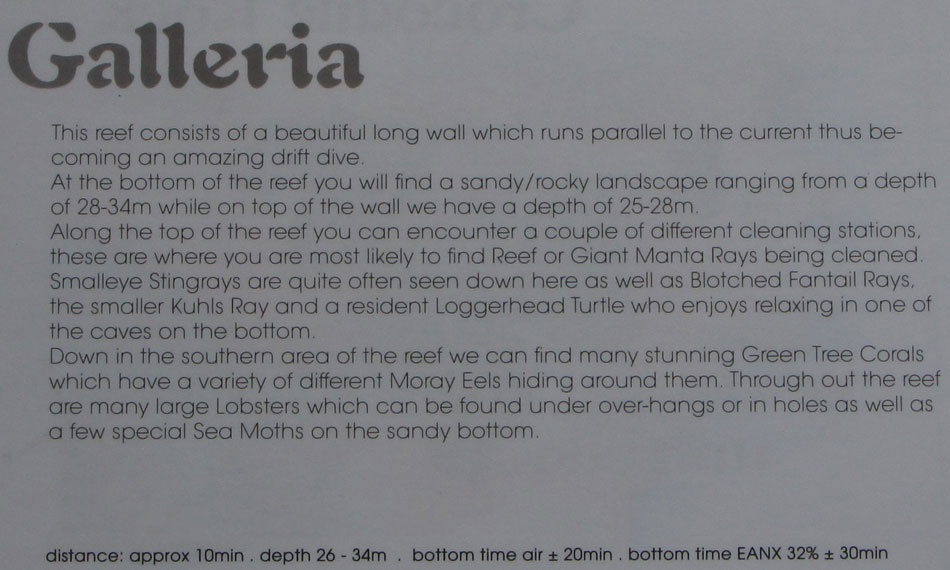 Galleria
This reef consists of a beautiful long wall which runs parallel to the current thus be-
coming an amazing drift dive.
At the bottom of the reef you will find a sandy/rocky landscape ranging from a depth
of 28-34m while on top of the wall we have a depth of 25-28m.
Along the top of the reef you can encounter a couple of different cleaning stations,
these are where you are most likely to find Reef or Giant Manta Rays being cleaned.
Smalleye Stingrays are quite often seen down here as well as Blotched Fantail Rays,
the smaller Kuhls Ray and a resident Loggerhead Turtle who enjoys relaxing in one of
the caves on the bottom.
Down in the southern area of the reef we can find many stunning Green Tree Corals
which have a variety of different Moray Eels hiding around them. Through out the reef
are many large Lobsters which can be found under over-hangs or in holes as well as
a few special Sea Moths on the sandy bottom.
distance: approx 10min . depth 26 - 34m . bottom time air ± 20min . bottom time EANX 32% ± 30min